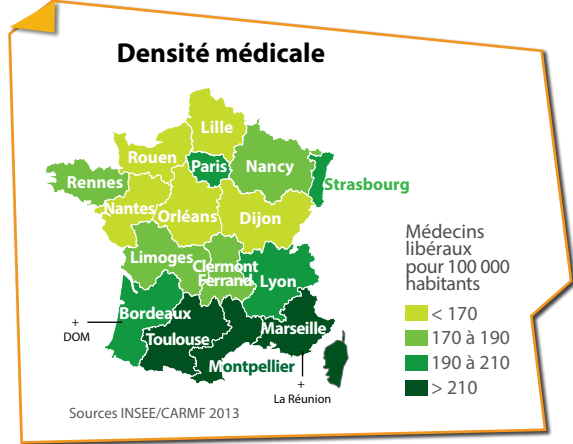 Densité médicale
Lille
Rouen
Paris
Nancy
Rennes
Strasbourg
Nantes
Orléans
Dijon
Limoges
Clermont
Ferrand
Lyon
Bordeaux
Toulouse
Marseille
Montpellier
+
DOM
+
La Réunion
Médecins
libéraux
pour 100 000
habitants
< 170
170 à 190
190 à 210
> 210
Sources INSEE/CARMF 2013